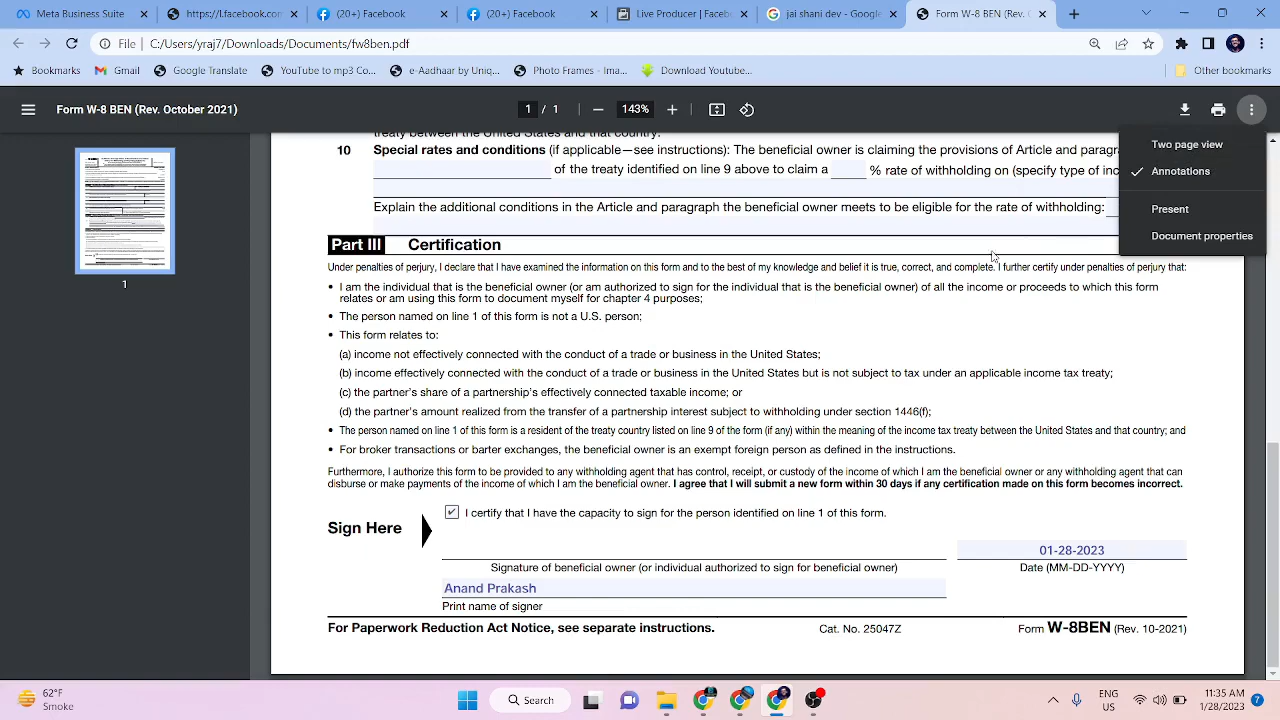 Meta Business Suite
https://l.facebook.com
(20+) Facebook
(20+) Facebook
Live Producer | Faceb
jai shani dev - Google
Form W-8 BEN (Rev. O
File
C:/Users/yraj7/Downloads/Documents/fw8ben.pdf
Bookmarks
Gmail
Google Translate
YouTube to mp3 Co...
e-Aadhaar by Uniq...
Photo Frames - Ima...
Download Youtube...
Other bookmarks
Form W-8 BEN (Rev. October 2021)
1 / 1
143%
Two page view
Annotations
Present
Document properties
1
treaty between the United States and that country.
10 Special rates and conditions (if applicable—see instructions): The beneficial owner is claiming the provisions of Article and paragra
of the treaty identified on line 9 above to claim a % rate of withholding on (specify type of inc
Explain the additional conditions in the Article and paragraph the beneficial owner meets to be eligible for the rate of withholding:
Part III Certification
Under penalties of perjury, I declare that I have examined the information on this form and to the best of my knowledge and belief it is true, correct, and complete. I further certify under penalties of perjury that:
• I am the individual that is the beneficial owner (or am authorized to sign for the individual that is the beneficial owner) of all the income or proceeds to which this form
relates or am using this form to document myself for chapter 4 purposes;
• The person named on line 1 of this form is not a U.S. person;
• This form relates to:
(a) income not effectively connected with the conduct of a trade or business in the United States;
(b) income effectively connected with the conduct of a trade or business in the United States but is not subject to tax under an applicable income tax treaty;
(c) the partner's share of a partnership's effectively connected taxable income; or
(d) the partner's amount realized from the transfer of a partnership interest subject to withholding under section 1446(f);
• The person named on line 1 of this form is a resident of the treaty country listed on line 9 of the form (if any) within the meaning of the income tax treaty between the United States and that country; and
• For broker transactions or barter exchanges, the beneficial owner is an exempt foreign person as defined in the instructions.
Furthermore, I authorize this form to be provided to any withholding agent that has control, receipt, or custody of the income of which I am the beneficial owner or any withholding agent that can
disburse or make payments of the income of which I am the beneficial owner. I agree that I will submit a new form within 30 days if any certification made on this form becomes incorrect.
Sign Here
I certify that I have the capacity to sign for the person identified on line 1 of this form.
01-28-2023
Signature of beneficial owner (or individual authorized to sign for beneficial owner)
Date (MM-DD-YYYY)
Anand Prakash
Print name of signer
For Paperwork Reduction Act Notice, see separate instructions.
Cat. No. 25047Z
Form W-8BEN (Rev. 10-2021)
62°F
Smoke
Search
ENG
US
11:35 AM
1/28/2023
7